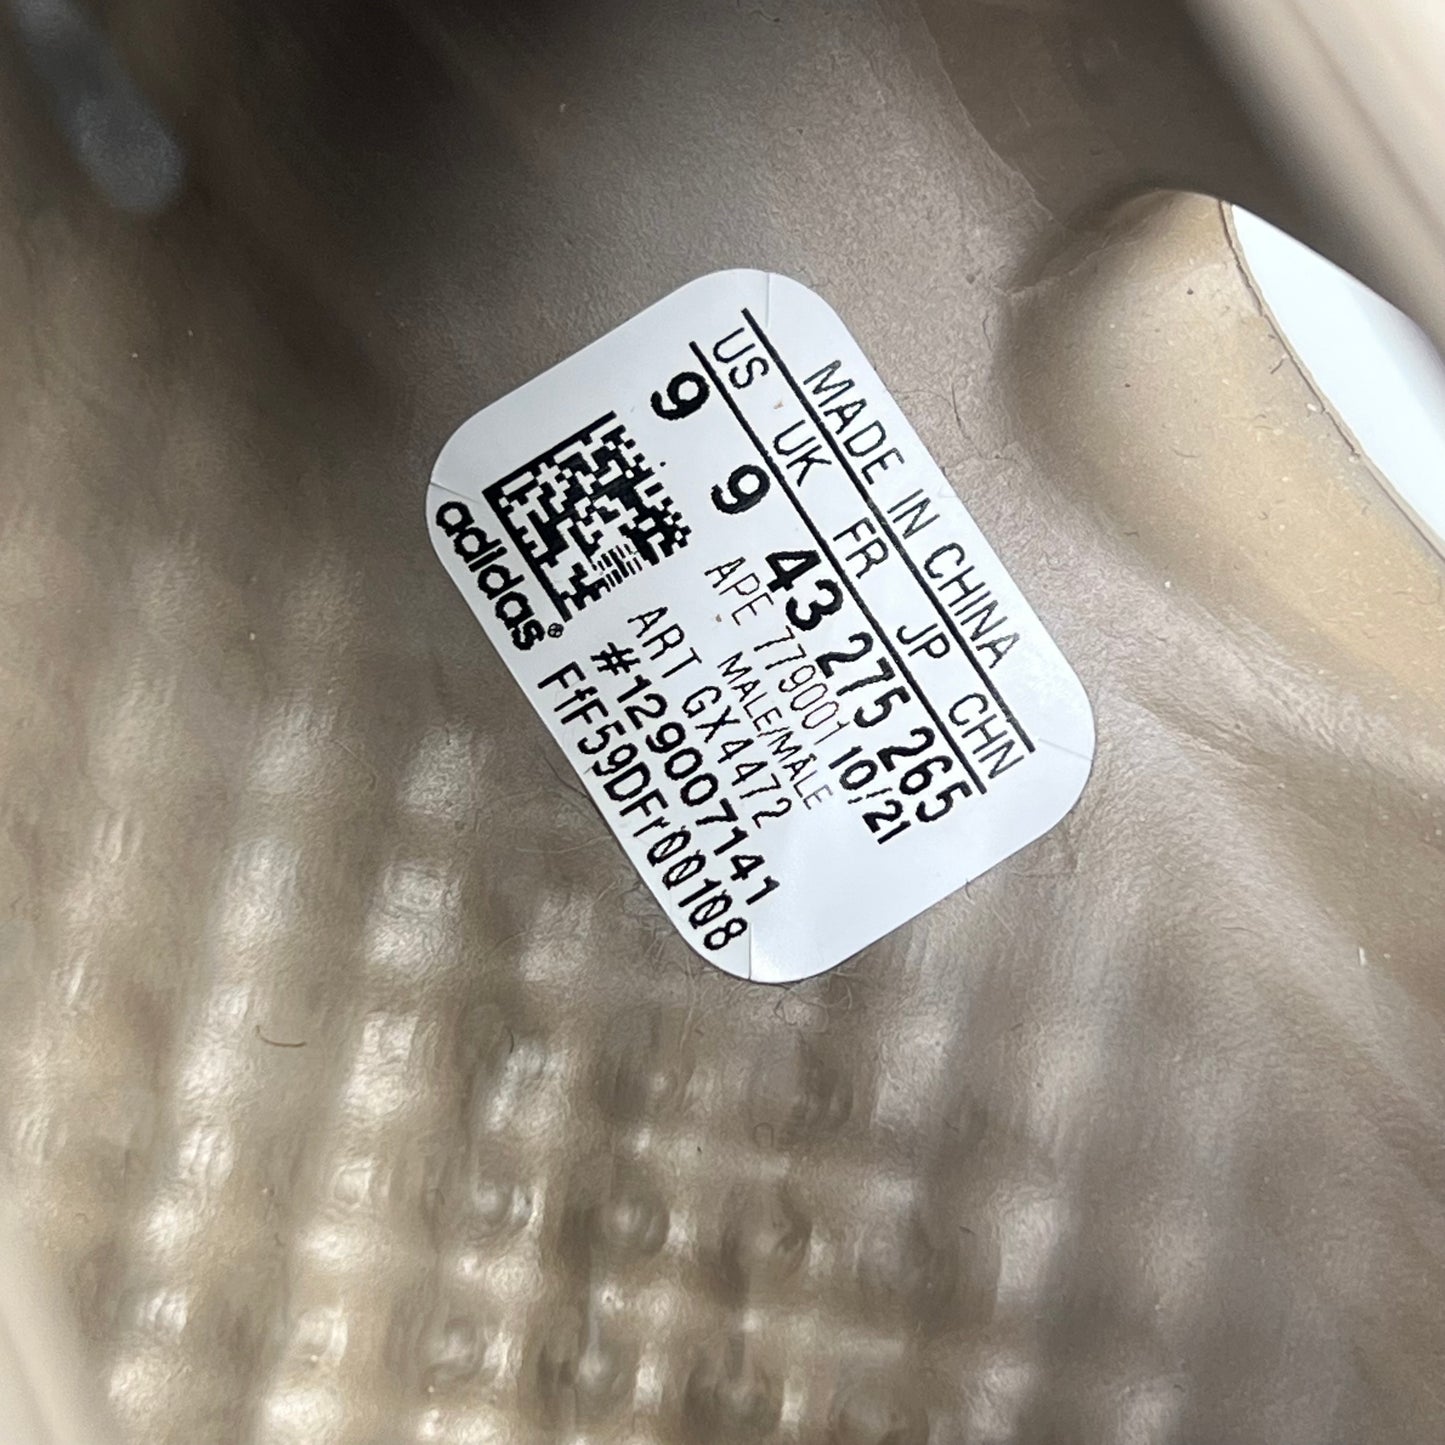 MADE IN CHINA
US UK FR JP CHN
9 9 43 275 265
APE 779001 10/21
MALE/MALE
ART GX4472
#129007141
adidas® FfF59DFr00108